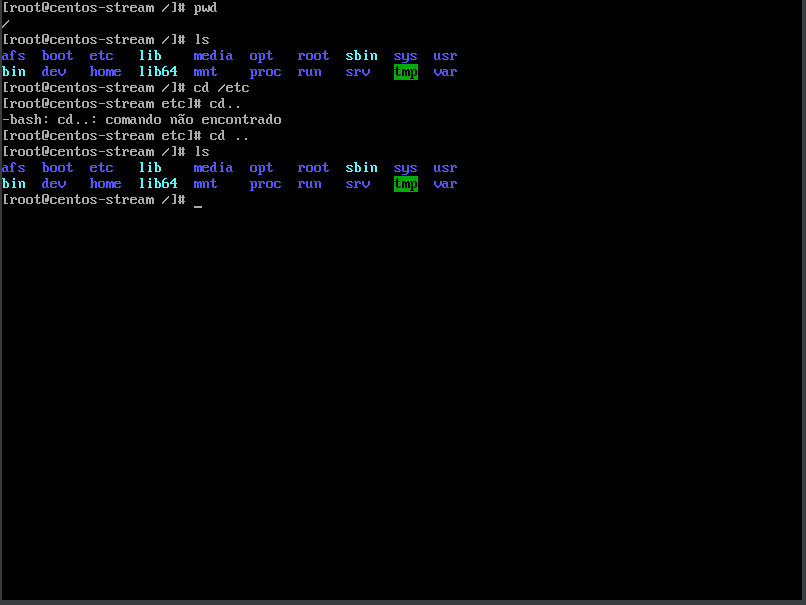 [root@centos-stream /]# pwd
/
[root@centos-stream /]# ls
afs  boot  etc   lib    media  opt   root  sbin  sys  usr
bin  dev   home  lib64  mnt    proc  run   srv   tmp  var
[root@centos-stream /]# cd /etc
[root@centos-stream etc]# cd..
-bash: cd..: comando não encontrado
[root@centos-stream etc]# cd ..
[root@centos-stream /]# ls
afs  boot  etc   lib    media  opt   root  sbin  sys  usr
bin  dev   home  lib64  mnt    proc  run   srv   tmp  var
[root@centos-stream /]# _